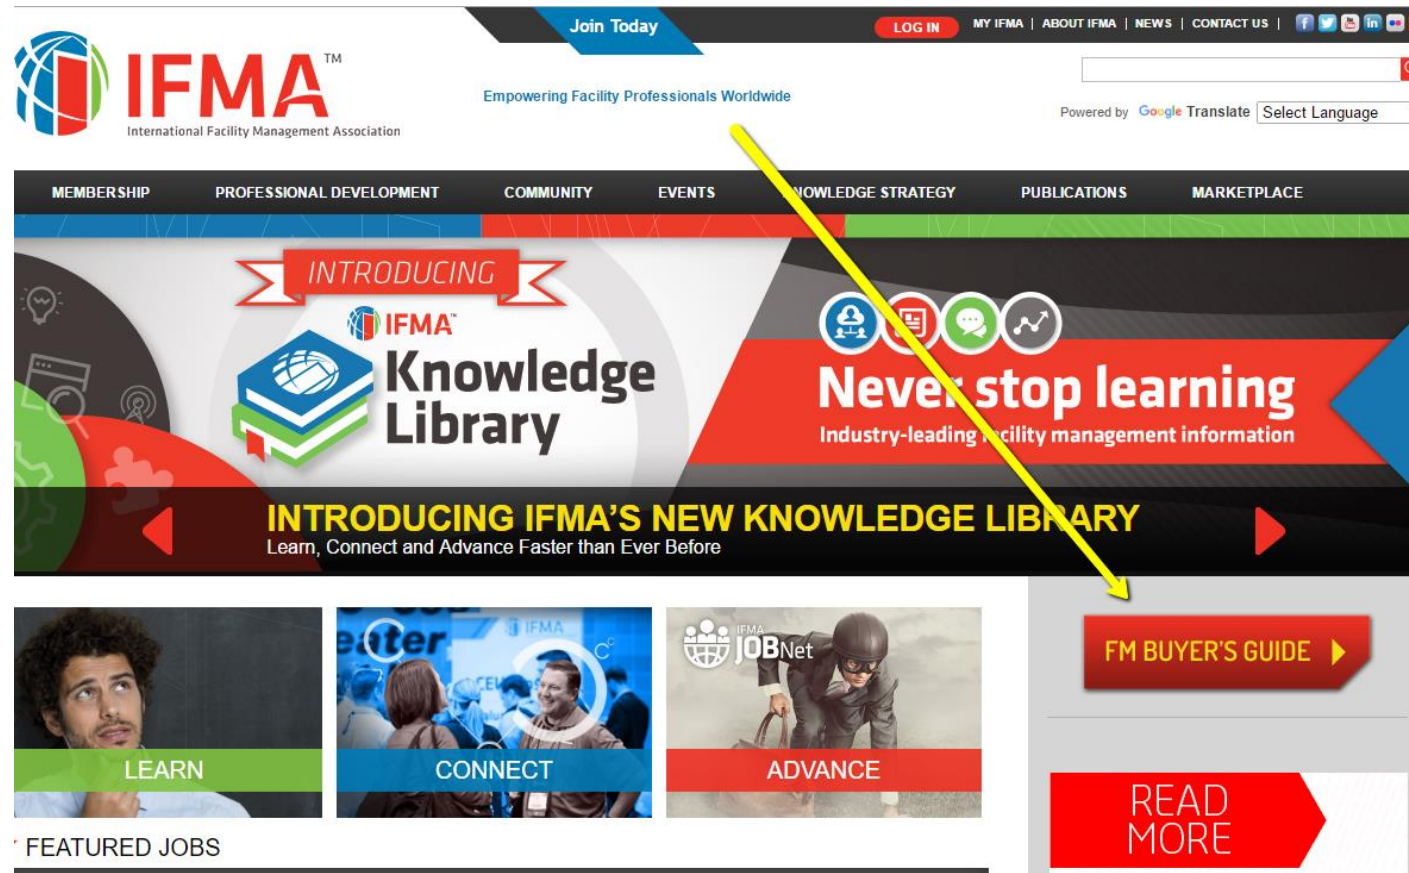 Join Today
LOG IN
MY IFMA | ABOUT IFMA | NEWS | CONTACT US |
IFMA™
International Facility Management Association
Empowering Facility Professionals Worldwide
Powered by Google Translate Select Language
MEMBERSHIP PROFESSIONAL DEVELOPMENT COMMUNITY EVENTS KNOWLEDGE STRATEGY PUBLICATIONS MARKETPLACE
INTRODUCING
IFMA™
Knowledge
Library
Never stop learning
Industry-leading facility management information
INTRODUCING IFMA'S NEW KNOWLEDGE LIBRARY
Learn, Connect and Advance Faster than Ever Before
LEARN
IFMA
CONNECT
IFMA
JOBNet
ADVANCE
FM BUYER'S GUIDE
READ
MORE
FEATURED JOBS